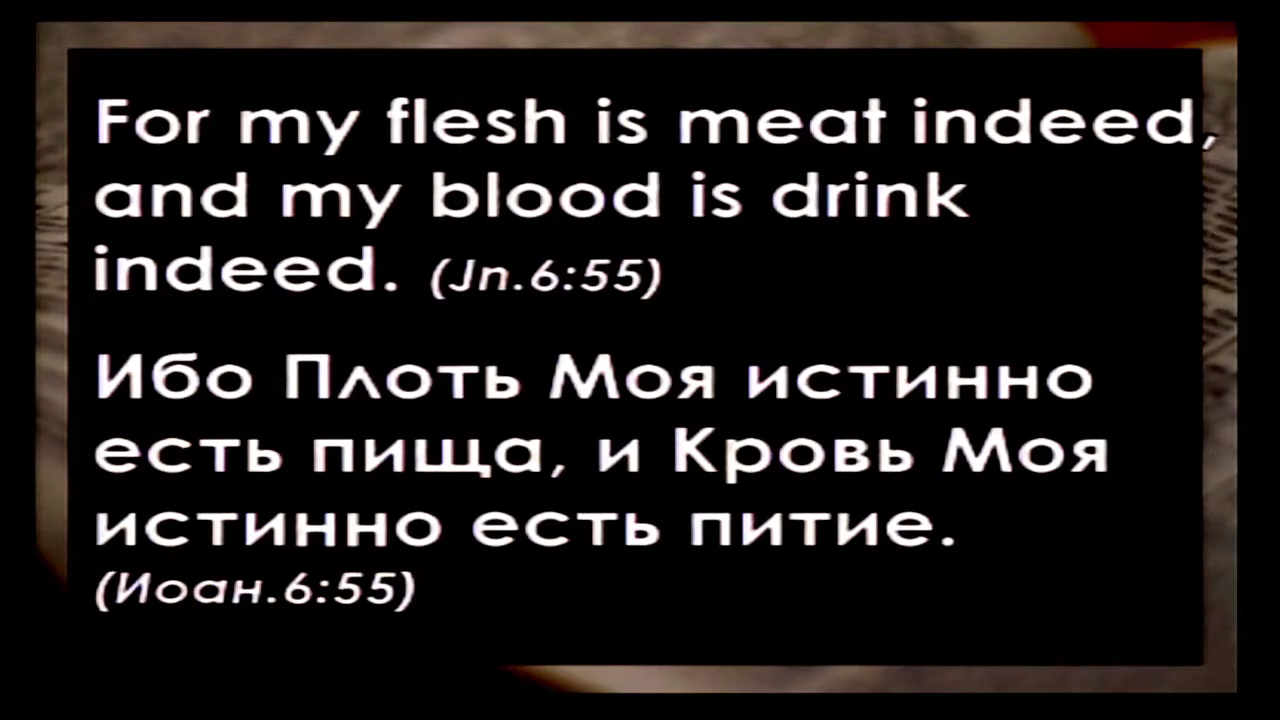 For my flesh is meat indeed,
and my blood is drink
indeed. (Jn.6:55)
Ибо Плоть Моя истинно
есть пища, и Кровь Моя
истинно есть питие.
(Иоан.6:55)